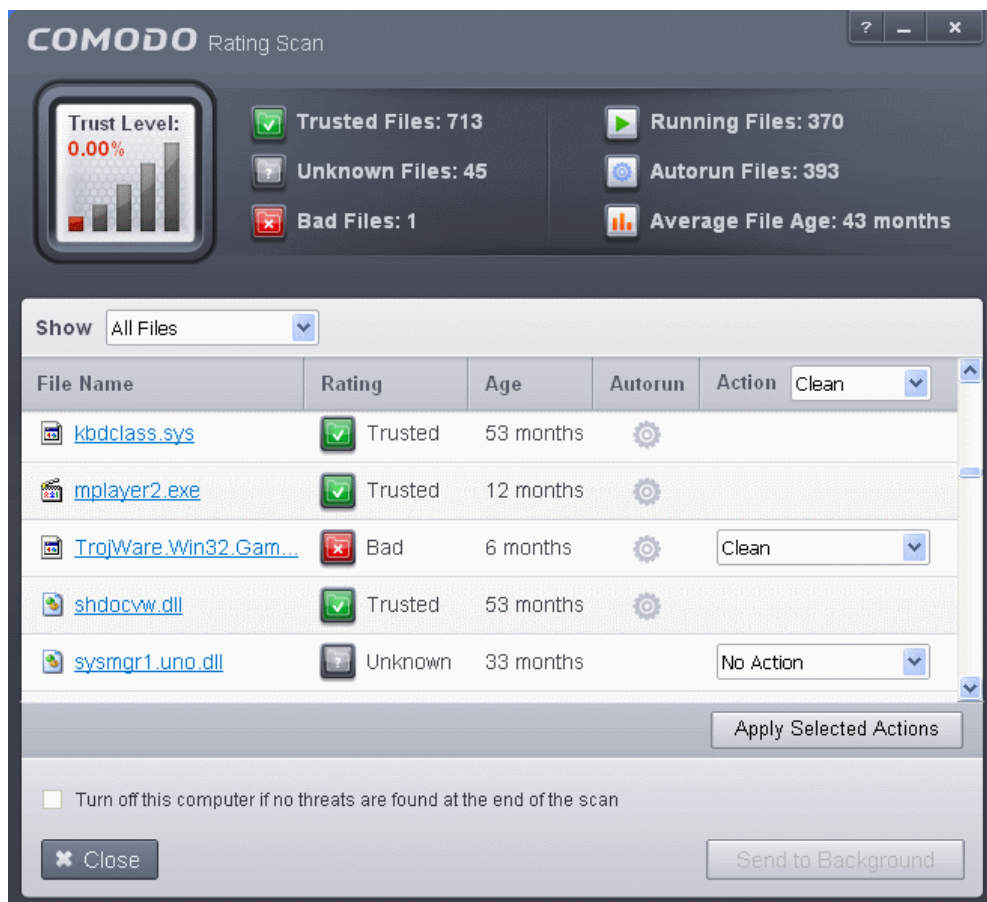 COMODO Rating Scan
? _ x
Trust Level:
0.00%
Trusted Files: 713
Unknown Files: 45
Bad Files: 1
Running Files: 370
Autorun Files: 393
Average File Age: 43 months
Show All Files
File Name Rating Age Autorun Action Clean
kbdclass.sys Trusted 53 months
mplayer2.exe Trusted 12 months
TrojWare.Win32.Gam... Bad 6 months Clean
shdocvw.dll Trusted 53 months
sysmgr1.uno.dll Unknown 33 months No Action
Apply Selected Actions
Turn off this computer if no threats are found at the end of the scan
Close
Send to Background